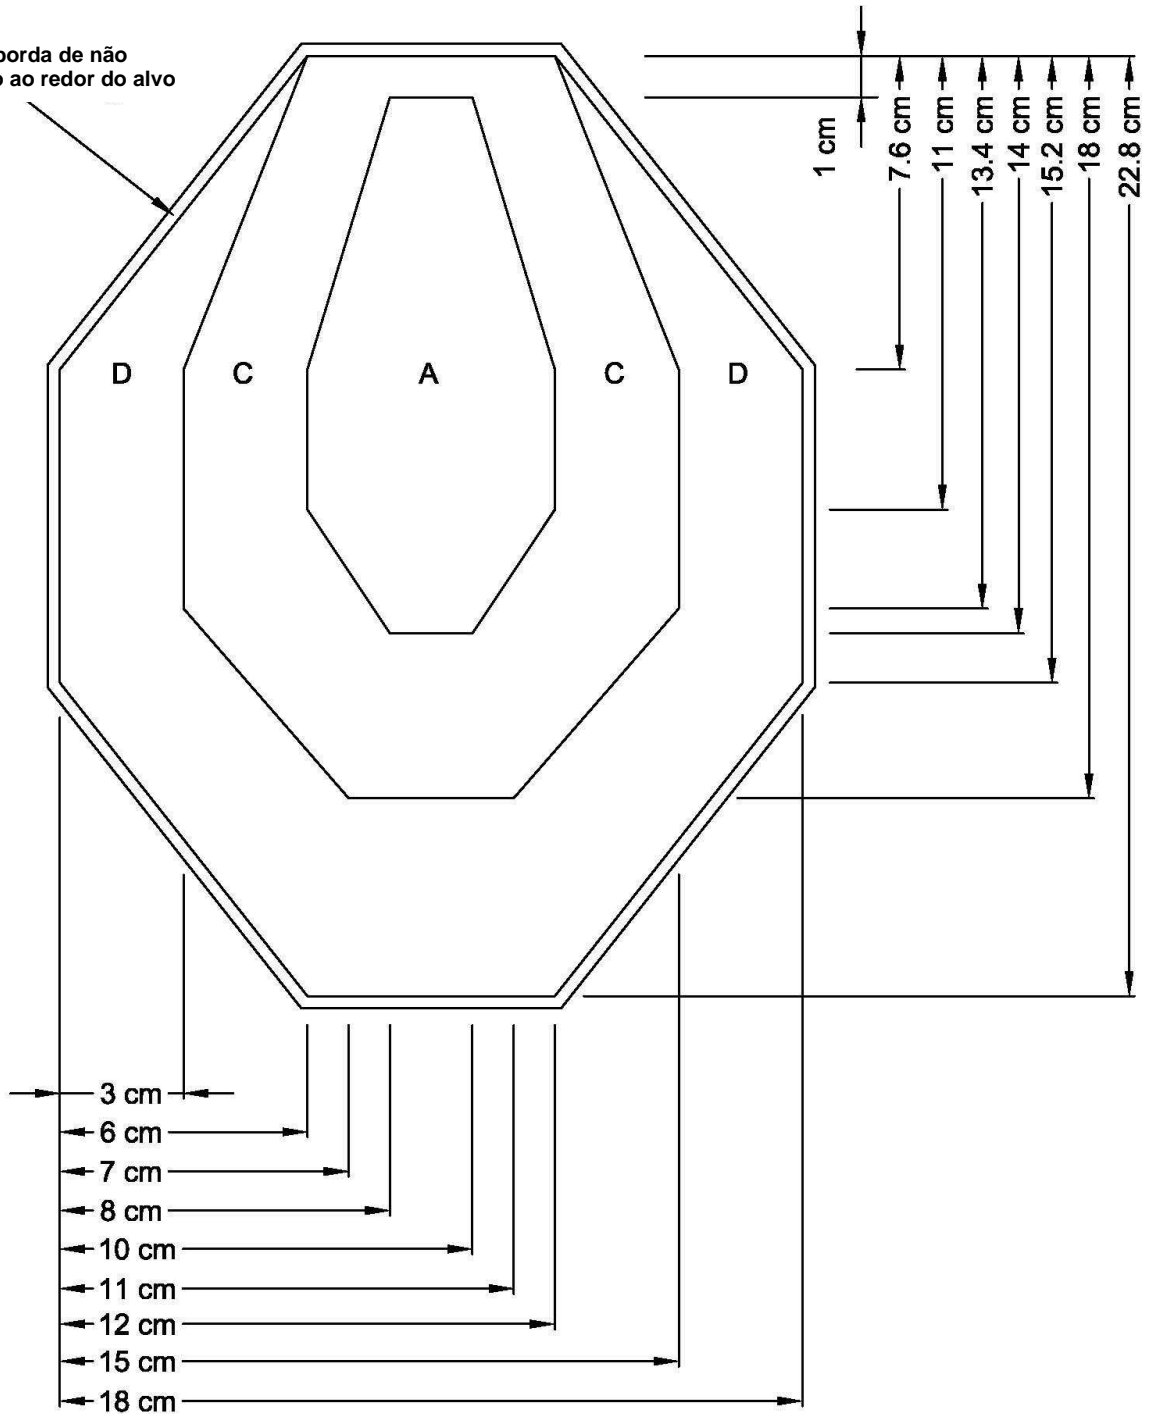 borda de não
ao redor do alvo
1 cm
7.6 cm
11 cm
13.4 cm
14 cm
15.2 cm
18 cm
22.8 cm
D C A C D
3 cm
6 cm
7 cm
8 cm
10 cm
11 cm
12 cm
15 cm
18 cm